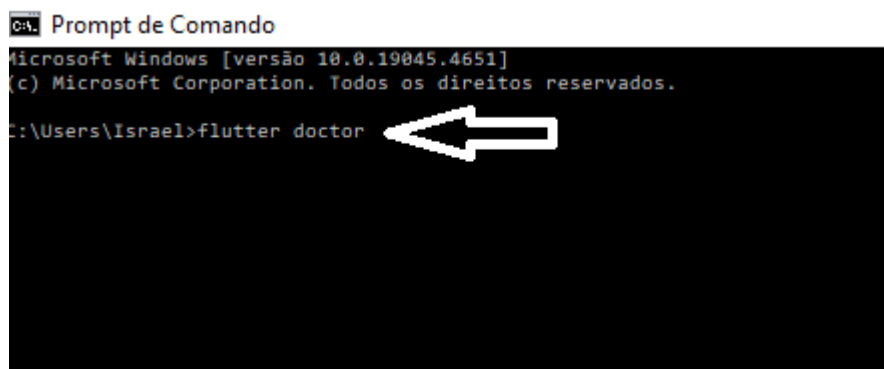 Prompt de Comando
Microsoft Windows [versão 10.0.19045.4651]
(c) Microsoft Corporation. Todos os direitos reservados.
C:\Users\Israel>flutter doctor